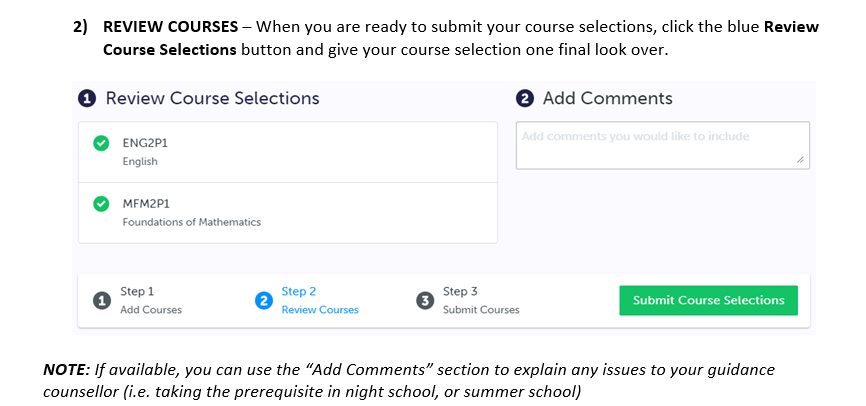 2) REVIEW COURSES – When you are ready to submit your course selections, click the blue Review
Course Selections button and give your course selection one final look over.
1 Review Course Selections
ENG2P1
English
MFM2P1
Foundations of Mathematics
2 Add Comments
Add comments you would like to include
1 Step 1
Add Courses
2 Step 2
Review Courses
3 Step 3
Submit Courses
Submit Course Selections
NOTE: If available, you can use the “Add Comments” section to explain any issues to your guidance
counsellor (i.e. taking the prerequisite in night school, or summer school)